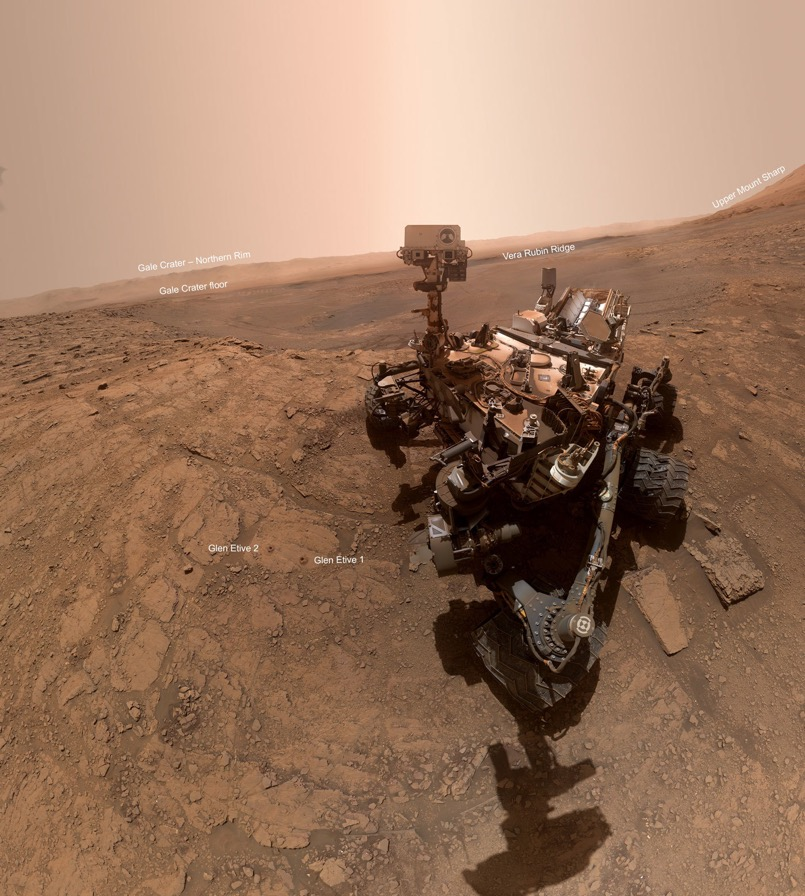 Upper Mount Sharp
Gale Crater – Northern Rim
Vera Rubin Ridge
Gale Crater floor
Glen Etive 2
Glen Etive 1